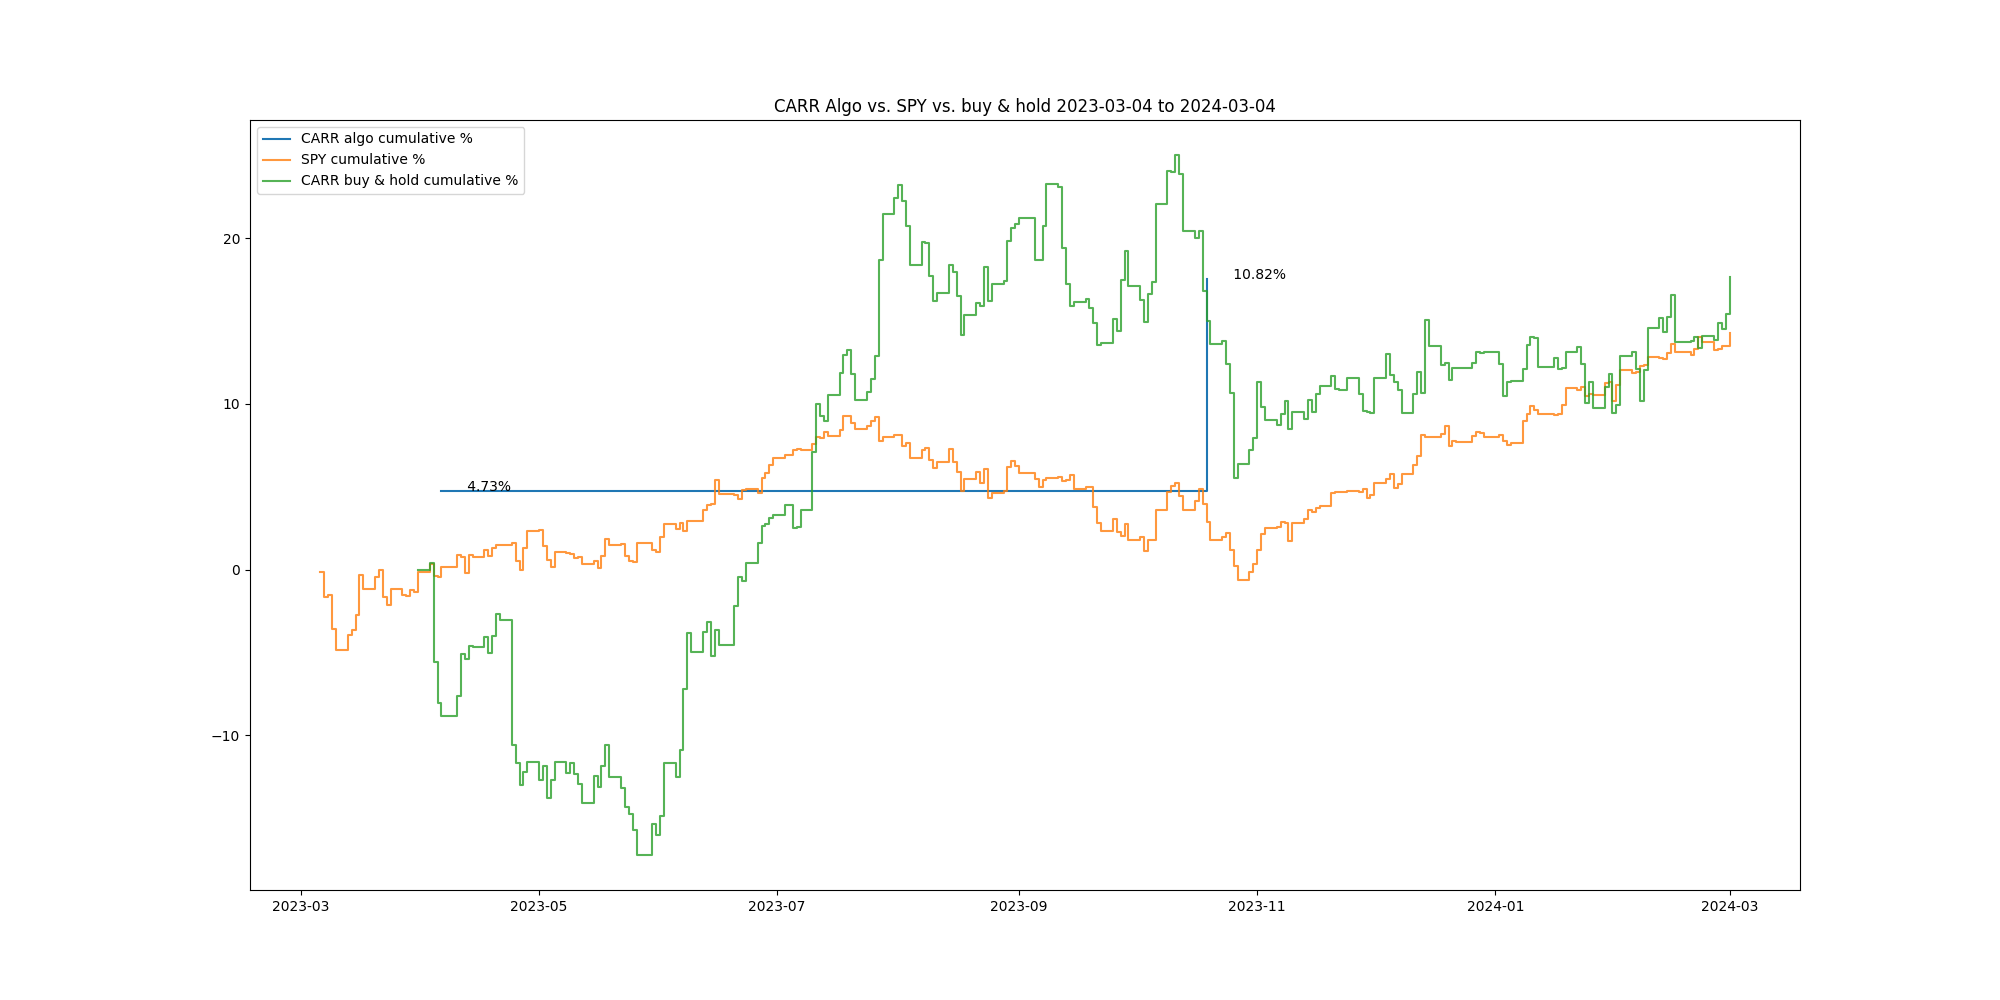 CARR Algo vs. SPY vs. buy & hold 2023-03-04 to 2024-03-04
CARR algo cumulative %
SPY cumulative %
CARR buy & hold cumulative %
20
10.82%
10
4.73%
0
−10
2023-03 2023-05 2023-07 2023-09 2023-11 2024-01 2024-03